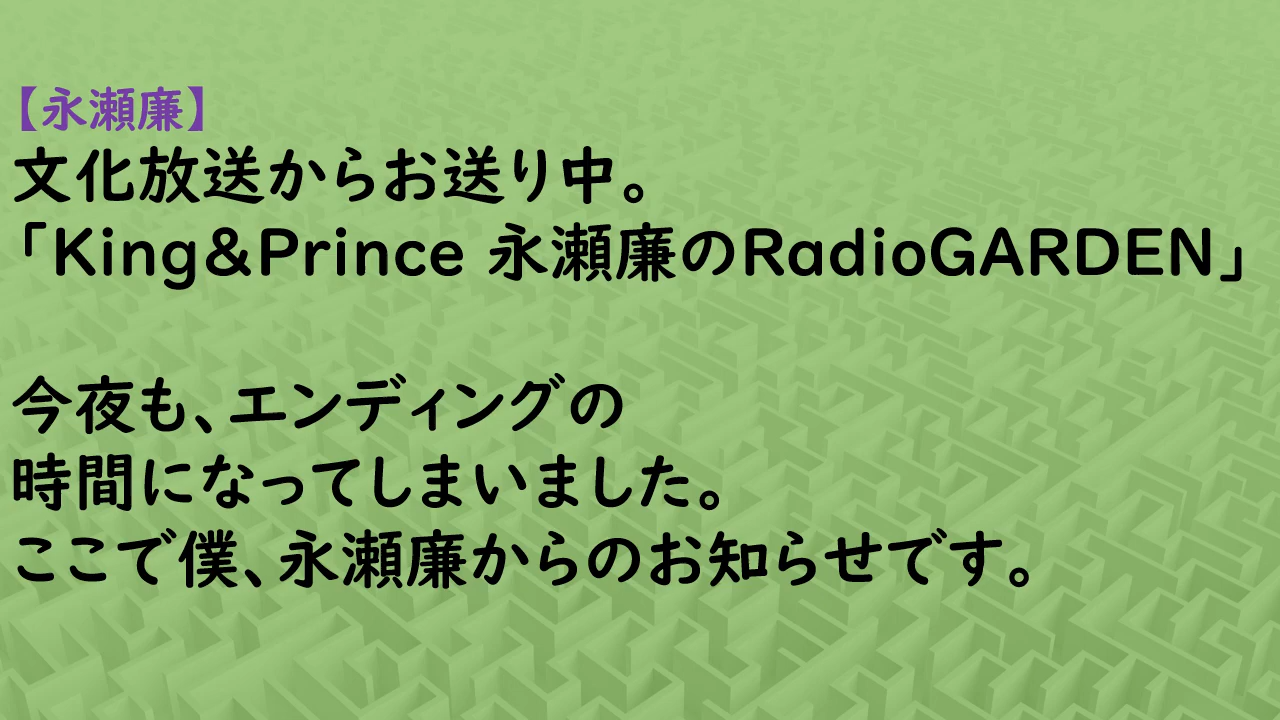 【永瀬廉】
文化放送からお送り中。
「King&Prince 永瀬廉のRadioGARDEN」
今夜も、エンディングの
時間になってしまいました。
ここで僕、永瀬廉からのお知らせです。